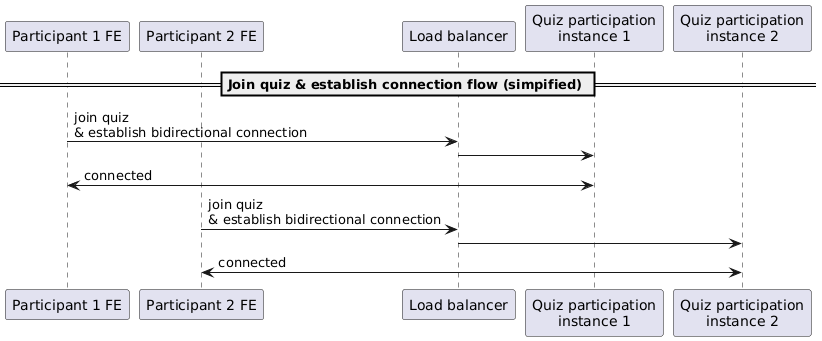 Participant 1 FE
Participant 2 FE
Load balancer
Quiz participation
instance 1
Quiz participation
instance 2
Join quiz & establish connection flow (simpified)
join quiz
& establish bidirectional connection
connected
join quiz
& establish bidirectional connection
connected
Participant 1 FE
Participant 2 FE
Load balancer
Quiz participation
instance 1
Quiz participation
instance 2